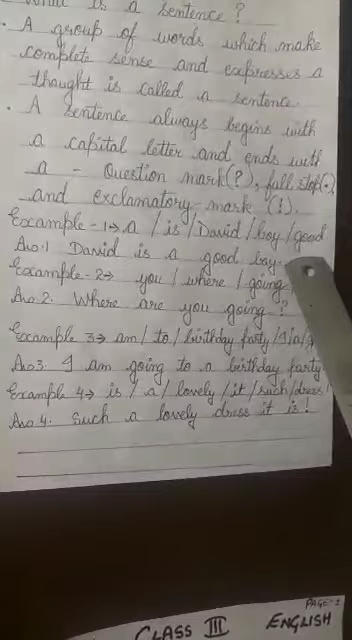 What is a sentence?
• A group of words which make
complete sense and expresses a
thought is called a sentence.
• A sentence always begins with
a capital letter and ends with
a - Question mark(?), full stop(.)
and exclamatory mark (!).
Example-1→ a/is/David/boy/good
Ans.1 David is a good boy.
Example-2→ you/where/going
Ans 2. Where are you going?
Example 3→ am/to/birthday party/I/a/g
Ans3. I am going to a birthday party
Example 4→ is/a/lovely/it/such/dress
Ans 4. Such a lovely dress it is!
PAGE-1
CLASS III ENGLISH